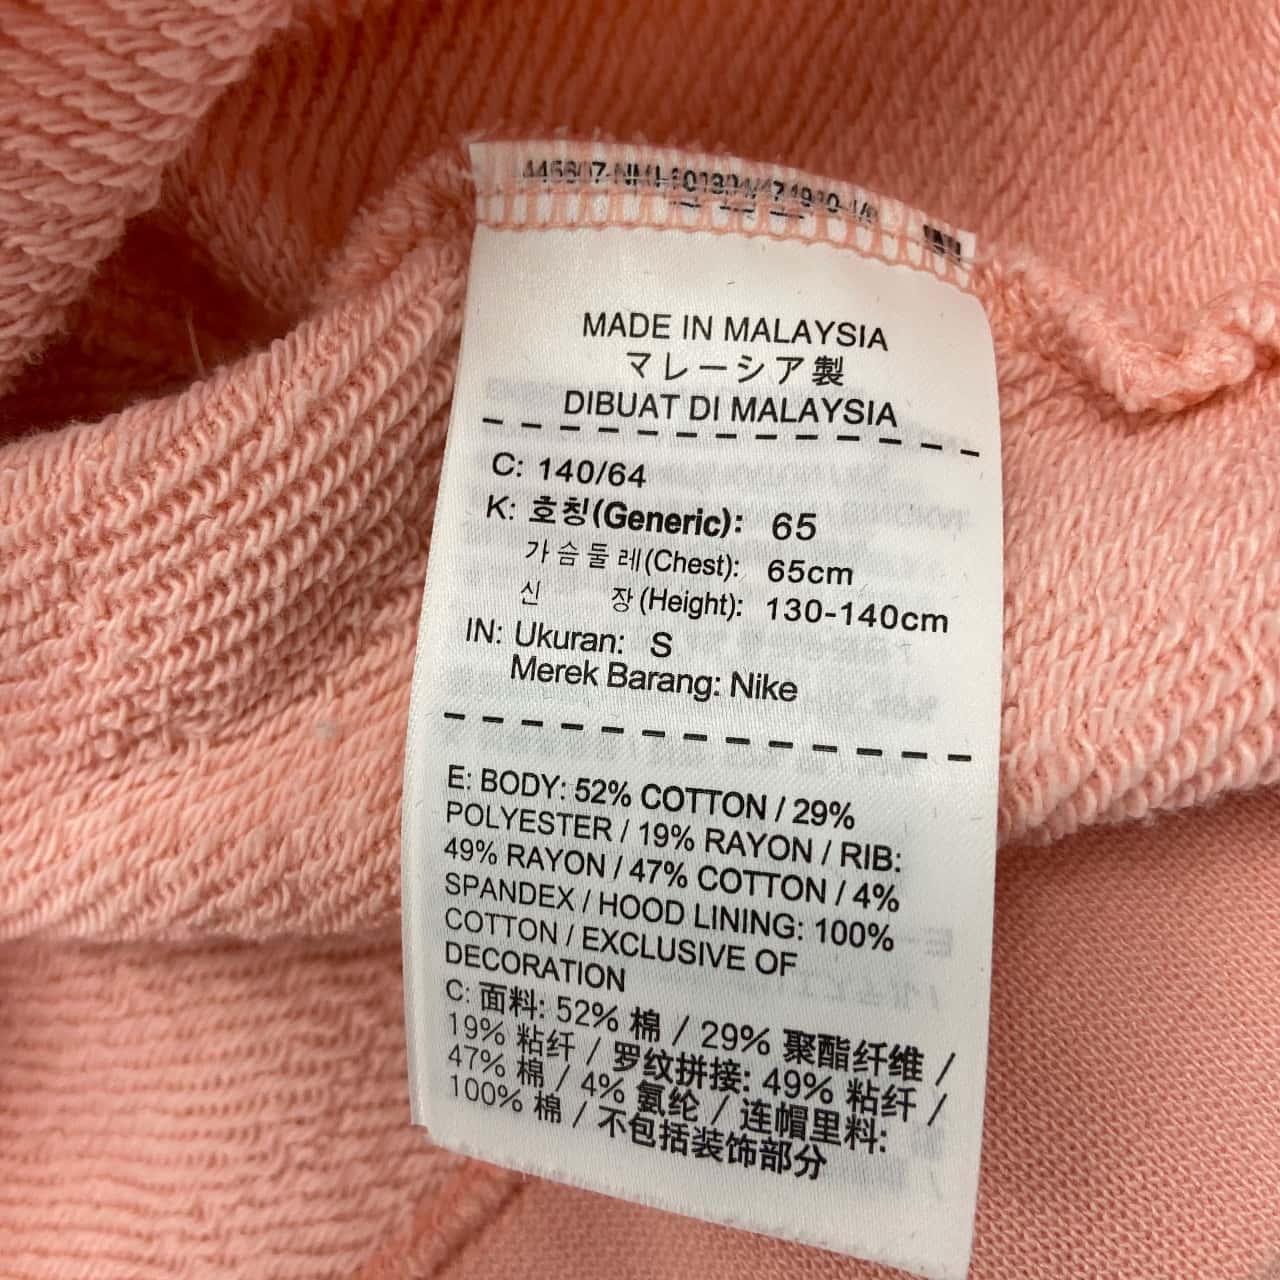 MADE IN MALAYSIA
マレーシア製
DIBUAT DI MALAYSIA
C: 140/64
K: 호칭(Generic): 65
가슴둘레(Chest): 65cm
신 장(Height): 130-140cm
IN: Ukuran: S
Merek Barang: Nike
E: BODY: 52% COTTON / 29%
POLYESTER / 19% RAYON / RIB:
49% RAYON / 47% COTTON / 4%
SPANDEX / HOOD LINING: 100%
COTTON / EXCLUSIVE OF
DECORATION
C: 面料: 52% 棉 / 29% 聚酯纤维 /
19% 粘纤 / 罗纹拼接: 49% 粘纤 /
47% 棉 / 4% 氨纶 / 连帽里料:
100% 棉 / 不包括装饰部分